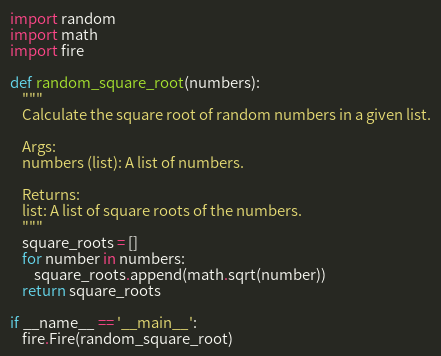 import random
import math
import fire

def random_square_root(numbers):
    """
    Calculate the square root of random numbers in a given list.

    Args:
    numbers (list): A list of numbers.

    Returns:
    list: A list of square roots of the numbers.
    """
    square_roots = []
    for number in numbers:
        square_roots.append(math.sqrt(number))
    return square_roots

if __name__ == '__main__':
    fire.Fire(random_square_root)